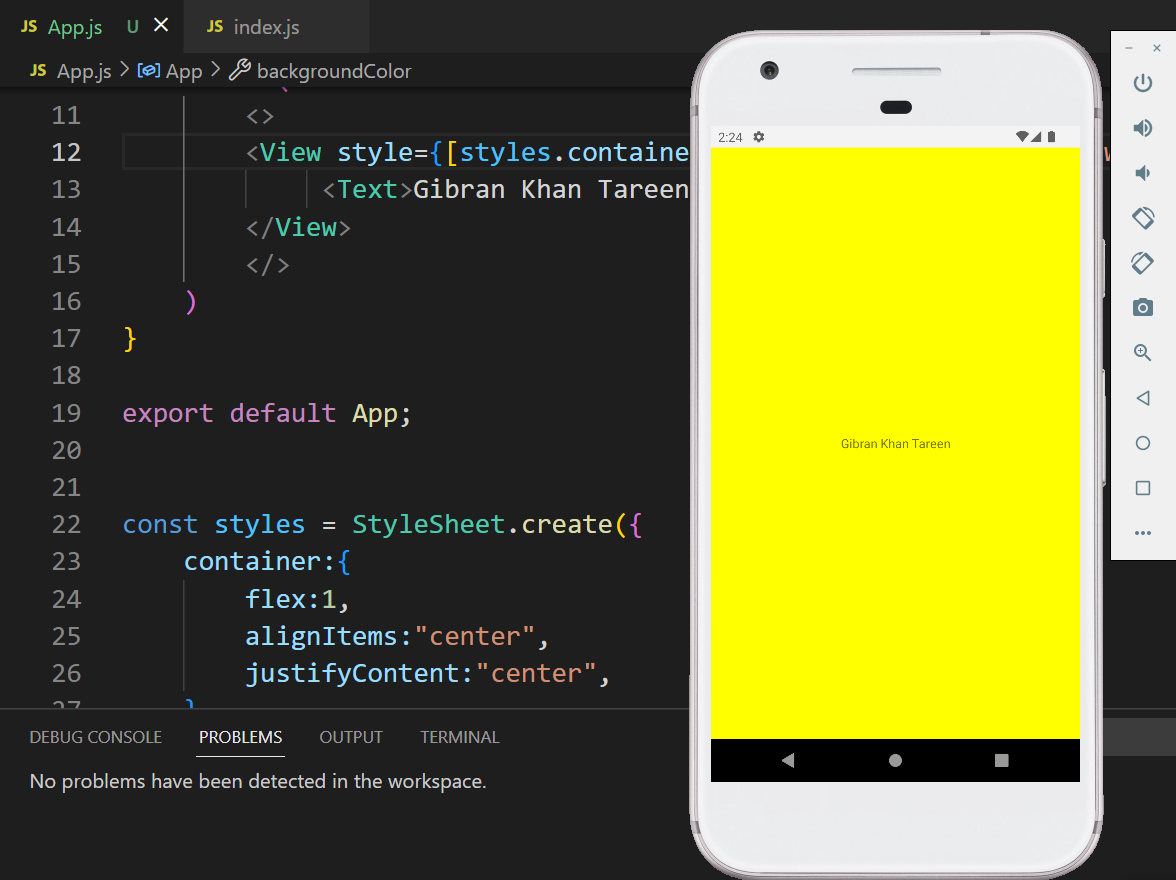 JS App.js U
JS index.js
JS App.js > App > backgroundColor
11 <>
12 <View style={[styles.containe
13 <Text>Gibran Khan Tareen
14 </View>
15 </>
16 )
17 }
18
19 export default App;
20
21
22 const styles = StyleSheet.create({
23 container:{
24 flex:1,
25 alignItems:"center",
26 justifyContent:"center",
27 }
DEBUG CONSOLE PROBLEMS OUTPUT TERMINAL
No problems have been detected in the workspace.
2:24
Gibran Khan Tareen